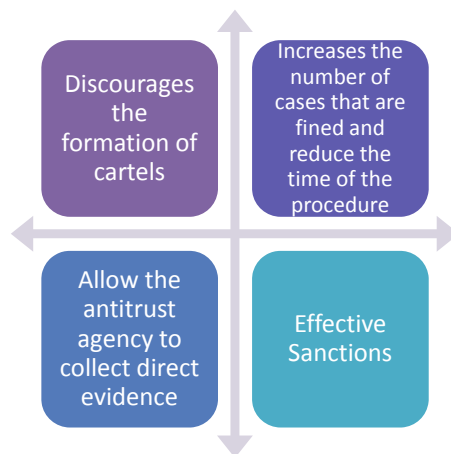 Discourages
the
formation of
cartels
Increases the
number of
cases that are
fined and
reduce the
time of the
procedure
Allow the
antitrust
agency to
collect direct
evidence
Effective
Sanctions